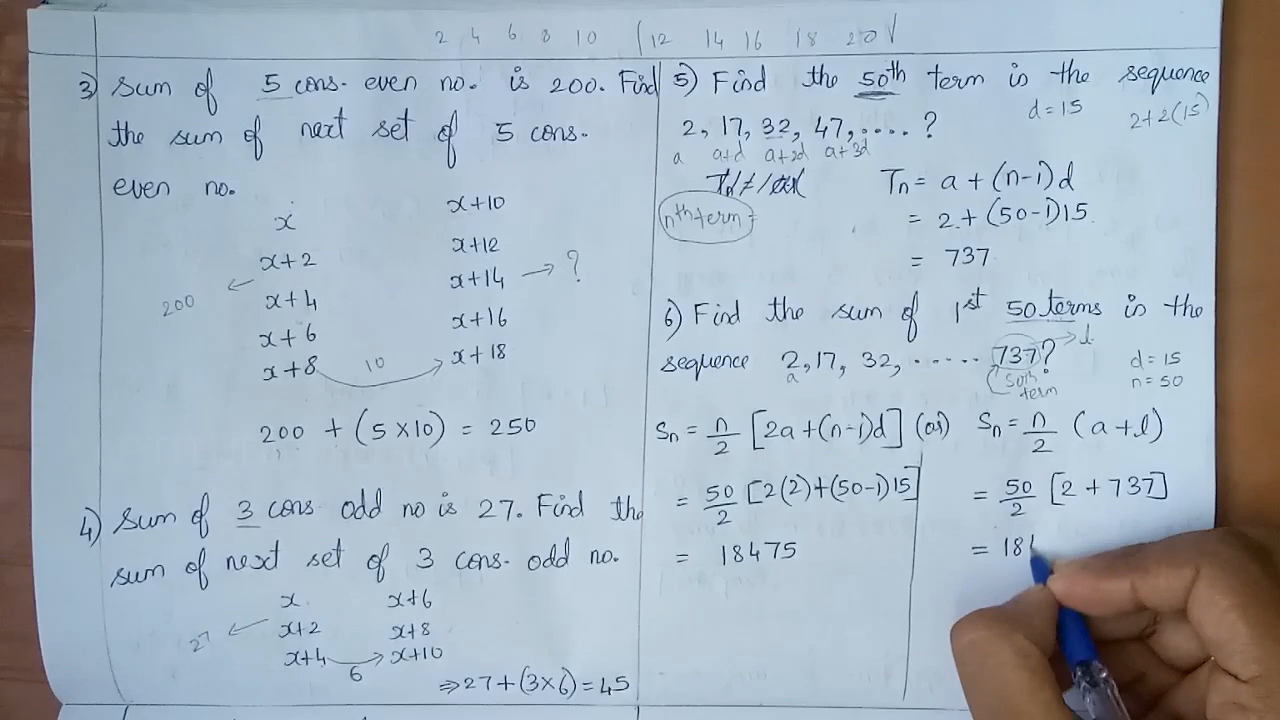 2 4 6 8 10 (12 14 16 18 20
3) Sum of 5 cons. even no. is 200. Find
the sum of next set of 5 cons.
even no.
x x+10
x+2 x+12
200 ← x+4 x+14 → ?
x+6 x+16
x+8 10 x+18
200 + (5×10) = 250
4) Sum of 3 cons odd no is 27. Find the
sum of next set of 3 cons. odd no.
x x+6
27 ← x+2 x+8
x+4 → x+10
6
⇒ 27+(3×6) = 45
5) Find the 50th term in the sequence
2, 17, 32, 47, .... ? d=15 2+2(15)
a a+d a+2d a+3d
Tn = a + (n-1)d
nth term =
= 2 + (50-1)15
= 737
6) Find the sum of 1st 50 terms in the
sequence 2, 17, 32, ..... 737? → l
a 50th term
d=15
n=50
Sn = n/2 [2a+(n-1)d] (or) Sn = n/2 (a+l)
= 50/2 [2(2)+(50-1)15] = 50/2 [2+737]
= 18475 = 18